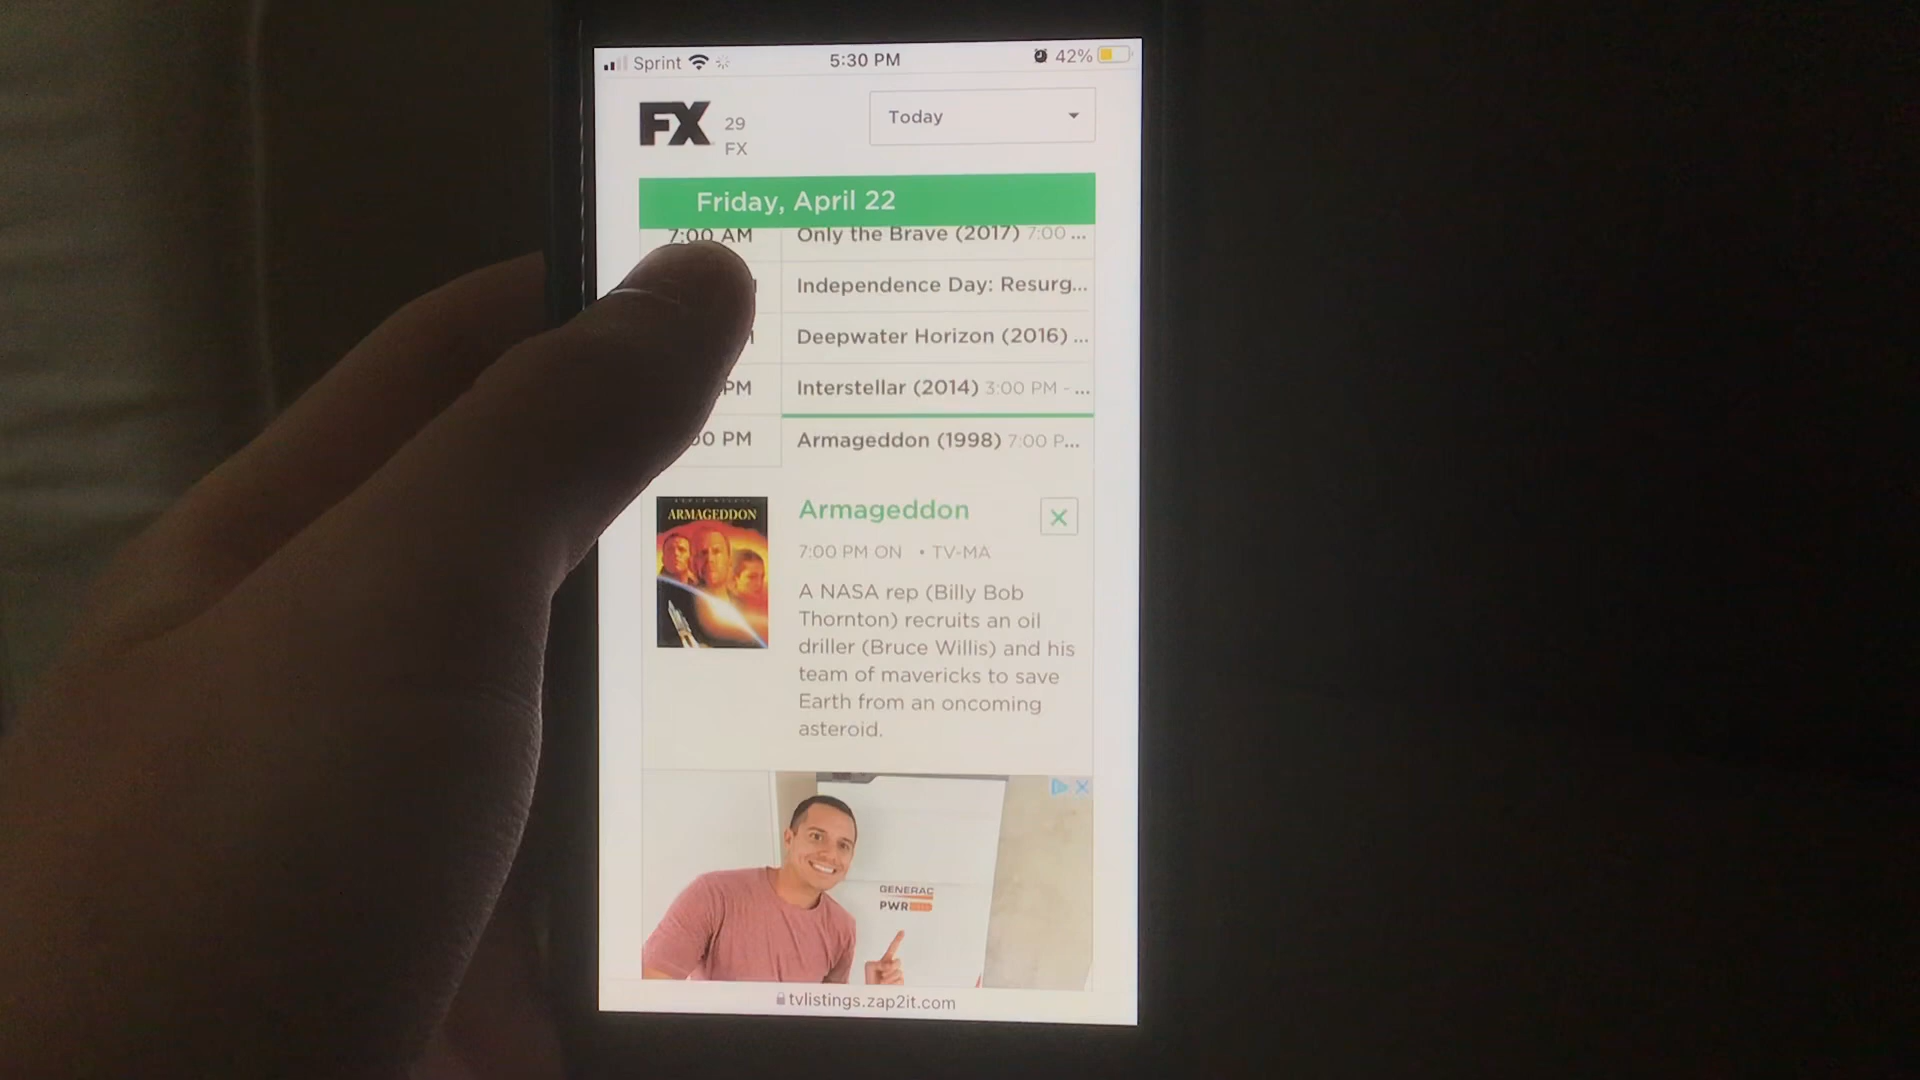 Sprint 5:30 PM 42%
FX 29 Today
FX
Friday, April 22
7:00 AM Only the Brave (2017) 7:00 ...
Independence Day: Resurg...
Deepwater Horizon (2016) ...
PM Interstellar (2014) 3:00 PM - ...
00 PM Armageddon (1998) 7:00 P...
ARMAGEDDON
Armageddon
7:00 PM ON • TV-MA
A NASA rep (Billy Bob
Thornton) recruits an oil
driller (Bruce Willis) and his
team of mavericks to save
Earth from an oncoming
asteroid.
GENERAC
PWR
tvlistings.zap2it.com